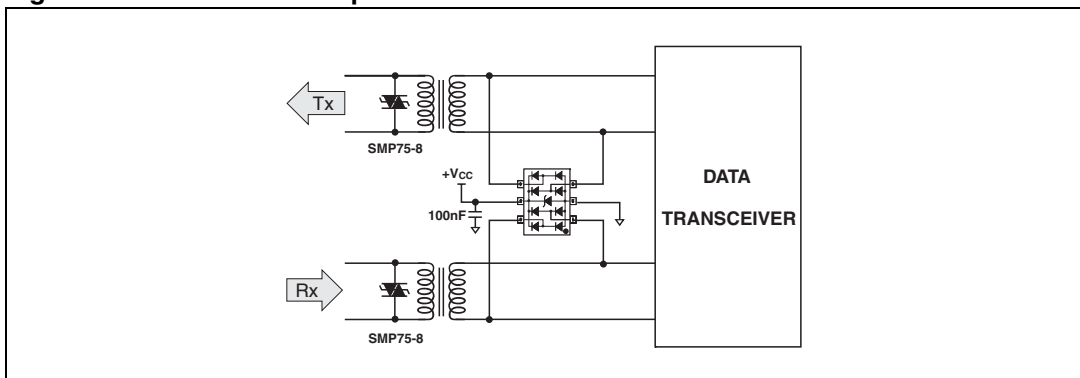 Tx
SMP75-8
+Vcc
100nF
DATA
TRANSCEIVER
Rx
SMP75-8